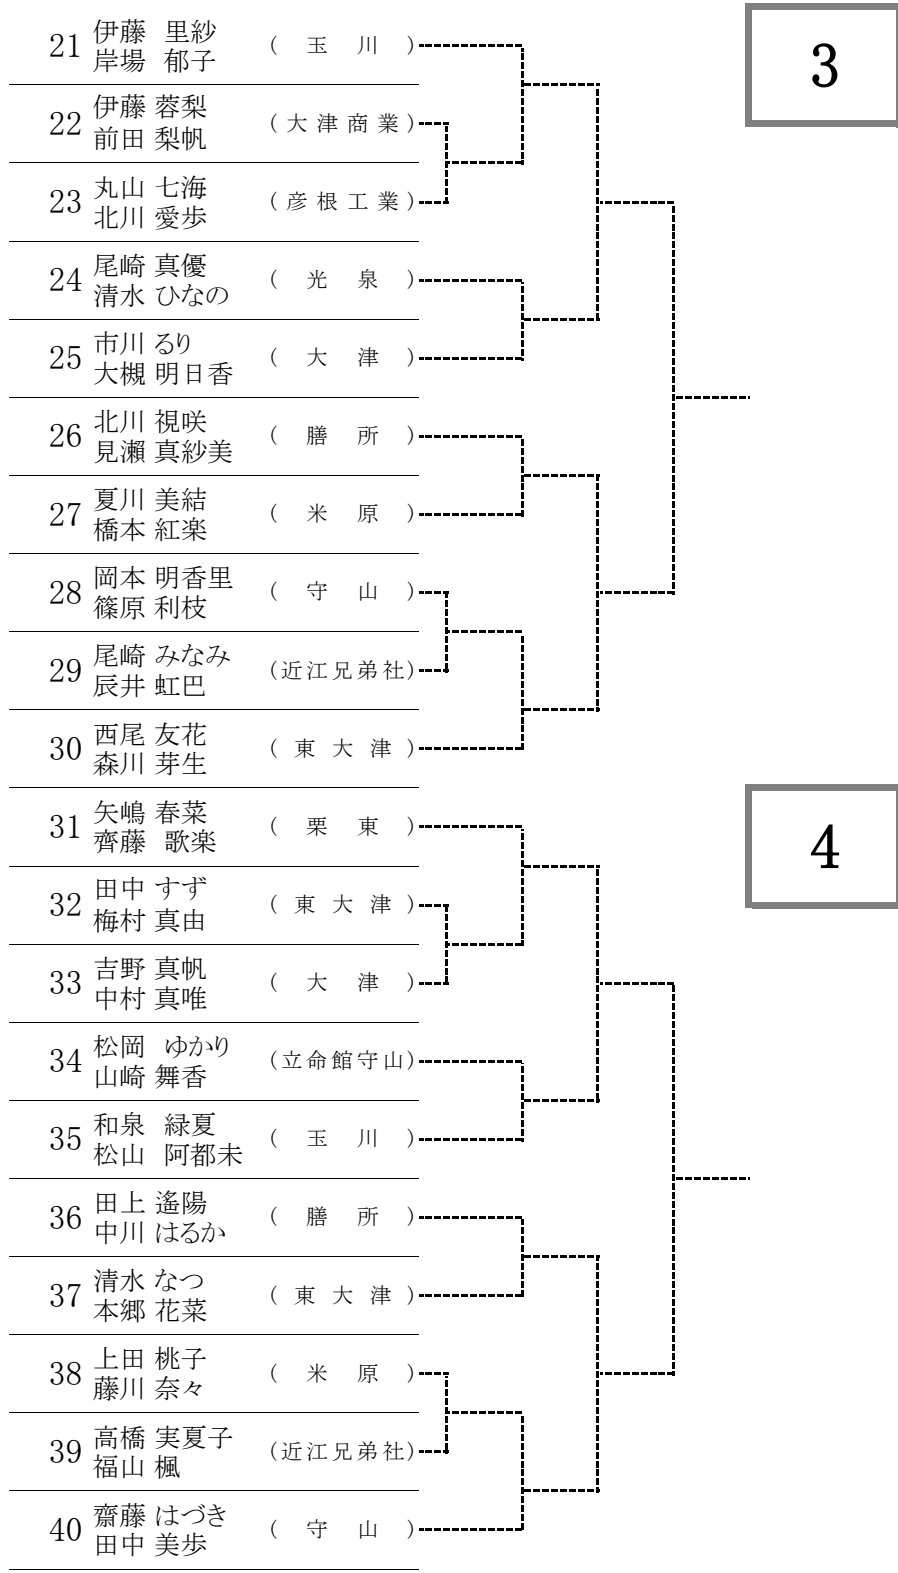 3
21 伊藤 里紗 ( 玉 川 )
岸場 郁子
22 伊藤 蓉梨 ( 大 津 商 業 )
前田 梨帆
23 丸山 七海 ( 彦 根 工 業 )
北川 愛歩
24 尾崎 真優 ( 光 泉 )
清水 ひなの
25 市川 るり ( 大 津 )
大槻 明日香
26 北川 視咲 ( 膳 所 )
見瀨 真紗美
27 夏川 美結 ( 米 原 )
橋本 紅楽
28 岡本 明香里 ( 守 山 )
篠原 利枝
29 尾崎 みなみ (近江兄弟社)
辰井 虹巴
30 西尾 友花 ( 東 大 津 )
森川 芽生
4
31 矢嶋 春菜 ( 栗 東 )
齊藤 歌楽
32 田中 すず ( 東 大 津 )
梅村 真由
33 吉野 真帆 ( 大 津 )
中村 真唯
34 松岡 ゆかり (立命館守山)
山崎 舞香
35 和泉 緑夏 ( 玉 川 )
松山 阿都未
36 田上 遙陽 ( 膳 所 )
中川 はるか
37 清水 なつ ( 東 大 津 )
本郷 花菜
38 上田 桃子 ( 米 原 )
藤川 奈々
39 高橋 実夏子 (近江兄弟社)
福山 楓
40 齋藤 はづき ( 守 山 )
田中 美歩